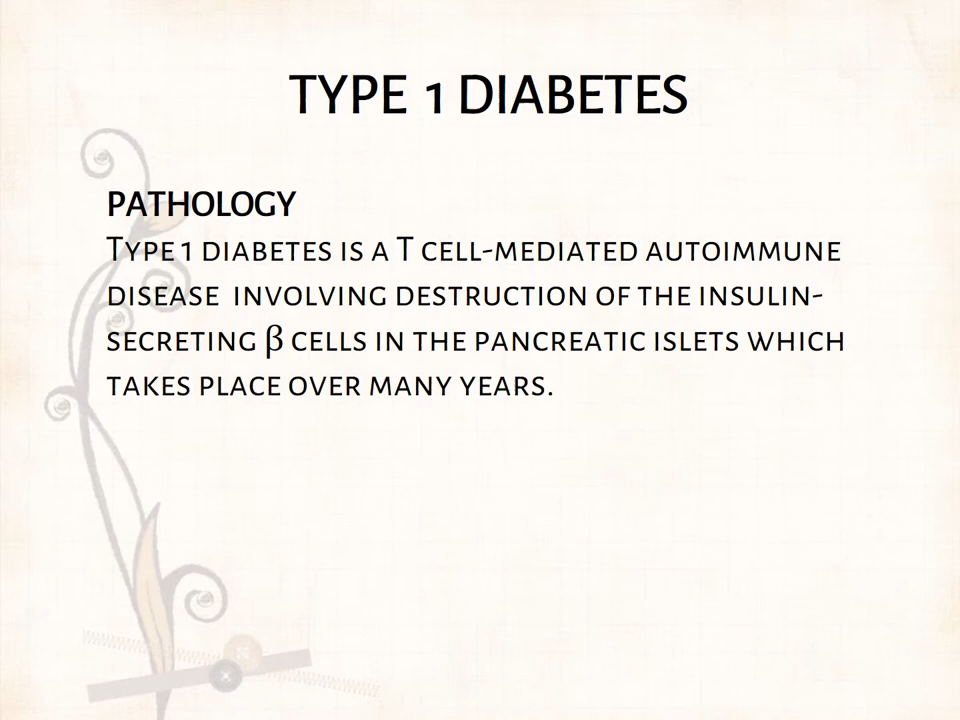 TYPE 1 DIABETES
PATHOLOGY
Type 1 diabetes is a T cell-mediated autoimmune
disease involving destruction of the insulin-
secreting β cells in the pancreatic islets which
takes place over many years.